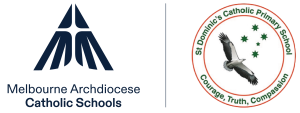 Melbourne Archdiocese
Catholic Schools
St Dominic's Catholic Primary School
Courage, Truth, Compassion